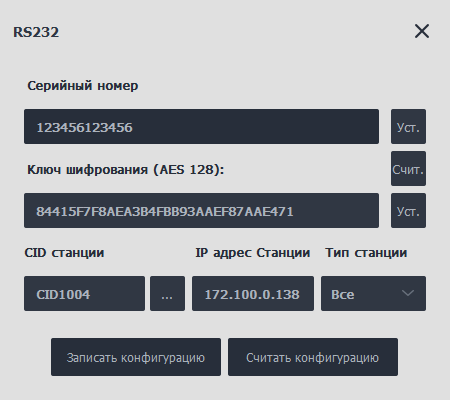 RS232
Серийный номер
123456123456 Уст.
Счит.
Ключ шифрования (AES 128):
84415F7F8AEA3B4FBB93AAEF87AAE471 Уст.
CID станции IP адрес Станции Тип станции
CID1004 ... 172.100.0.138 Все
Записать конфигурацию Считать конфигурацию